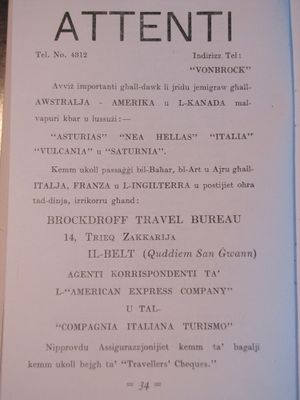 ATTENTI
Tel. No. 4312 Indirizz Tel:
"VONBROCK"
Avviż importanti għall-dawk li jridu jemigraw għall-
AWSTRALJA - AMERIKA u L-KANADA mal-
vapuri kbar u lussużi:—
"ASTURIAS" "NEA HELLAS" "ITALIA"
"VULCANIA" u "SATURNIA".
Kemm ukoll passaġġi bil-Baħar, bl-Art u Ajru għall-
ITALJA, FRANZA u L-INGILTERRA u postijiet oħra
tad-dinja, irrikorru għand:
BROCKDROFF TRAVEL BUREAU
14, TRIEQ ZAKKARIJA
IL-BELT (Quddiem San Ġwann)
AĠENTI KORRISPONDENTI TA'
L-"AMERICAN EXPRESS COMPANY"
U TAL-
"COMPAGNIA ITALIANA TURISMO"
Nipprovdu Assigurazzjonijiet kemm ta' bagalji
kemm ukoll bejgħ ta' "Travellers' Cheques."
= 34 =